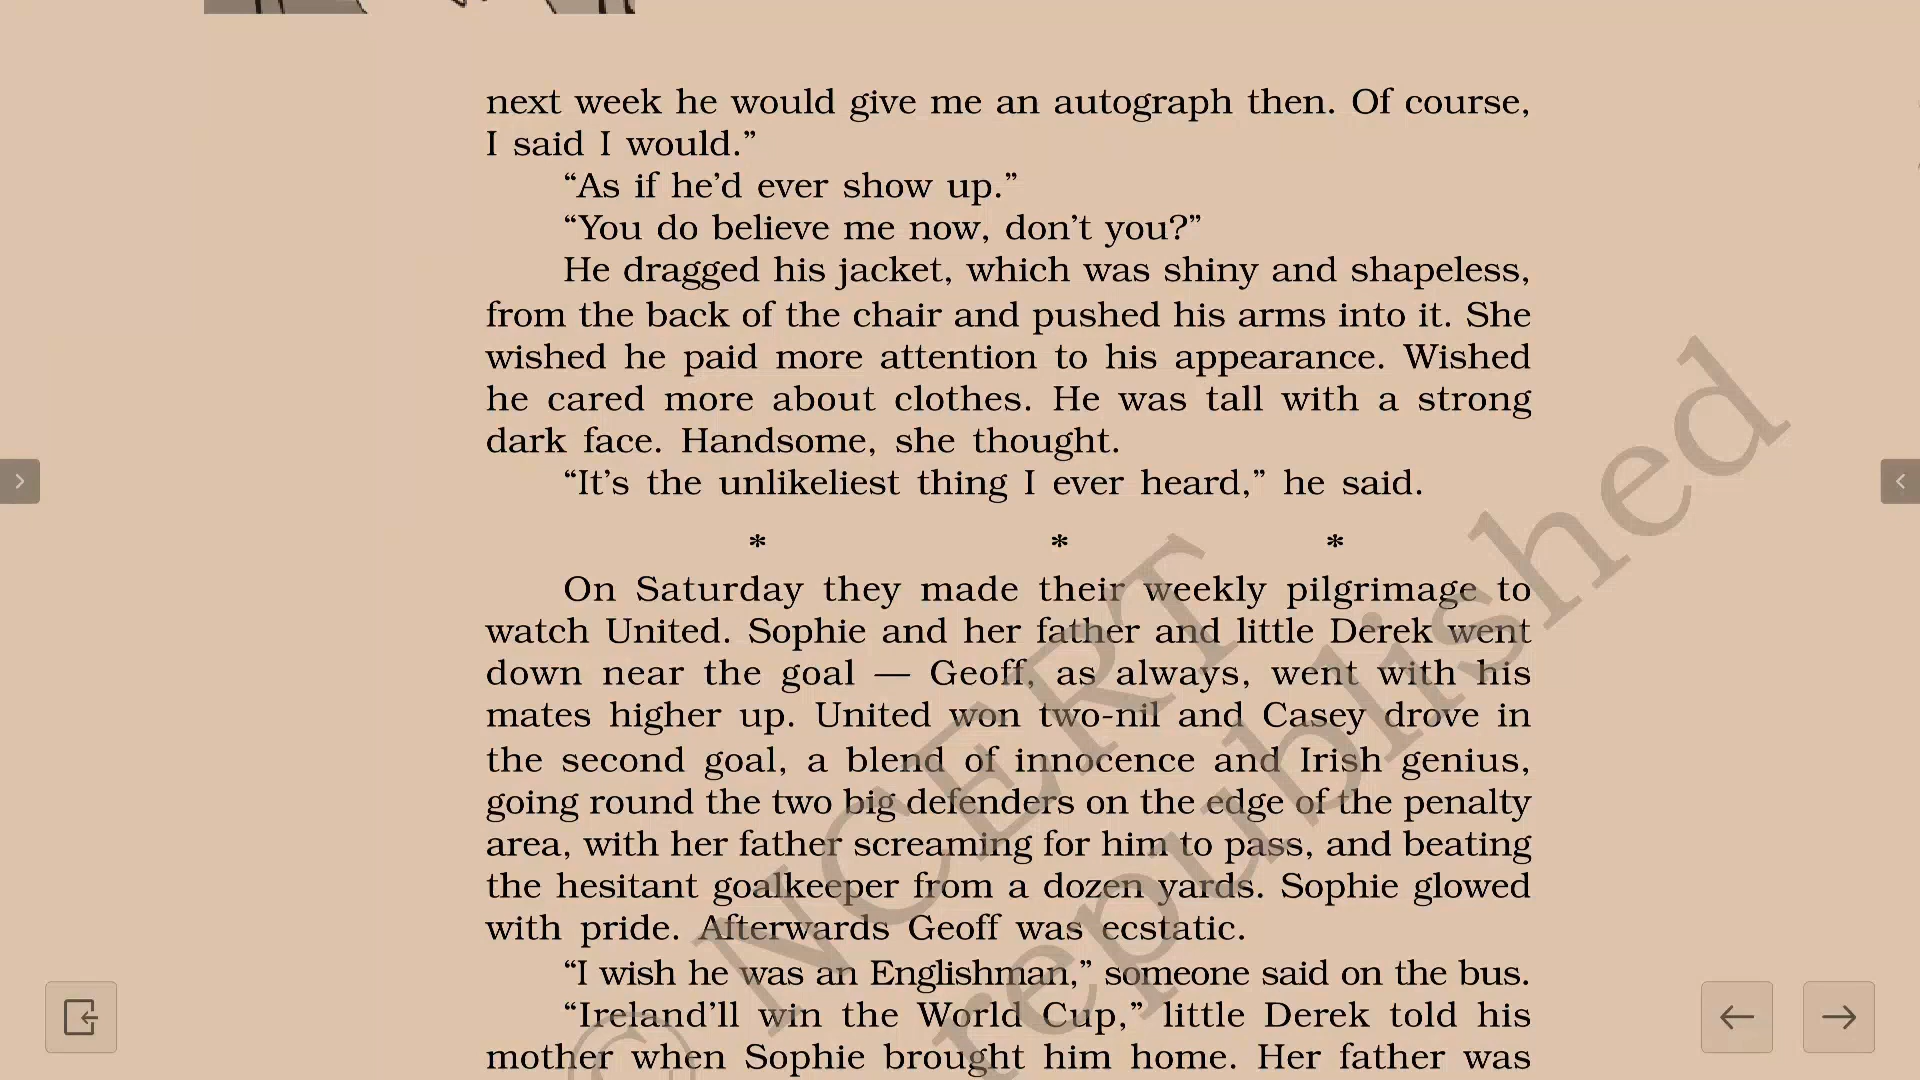 next week he would give me an autograph then. Of course,
I said I would.”
“As if he’d ever show up.”
“You do believe me now, don’t you?”
He dragged his jacket, which was shiny and shapeless,
from the back of the chair and pushed his arms into it. She
wished he paid more attention to his appearance. Wished
he cared more about clothes. He was tall with a strong
dark face. Handsome, she thought.
“It’s the unlikeliest thing I ever heard,” he said.
* * *
On Saturday they made their weekly pilgrimage to
watch United. Sophie and her father and little Derek went
down near the goal — Geoff, as always, went with his
mates higher up. United won two-nil and Casey drove in
the second goal, a blend of innocence and Irish genius,
going round the two big defenders on the edge of the penalty
area, with her father screaming for him to pass, and beating
the hesitant goalkeeper from a dozen yards. Sophie glowed
with pride. Afterwards Geoff was ecstatic.
“I wish he was an Englishman,” someone said on the bus.
“Ireland’ll win the World Cup,” little Derek told his
mother when Sophie brought him home. Her father was
© NCERT
republished